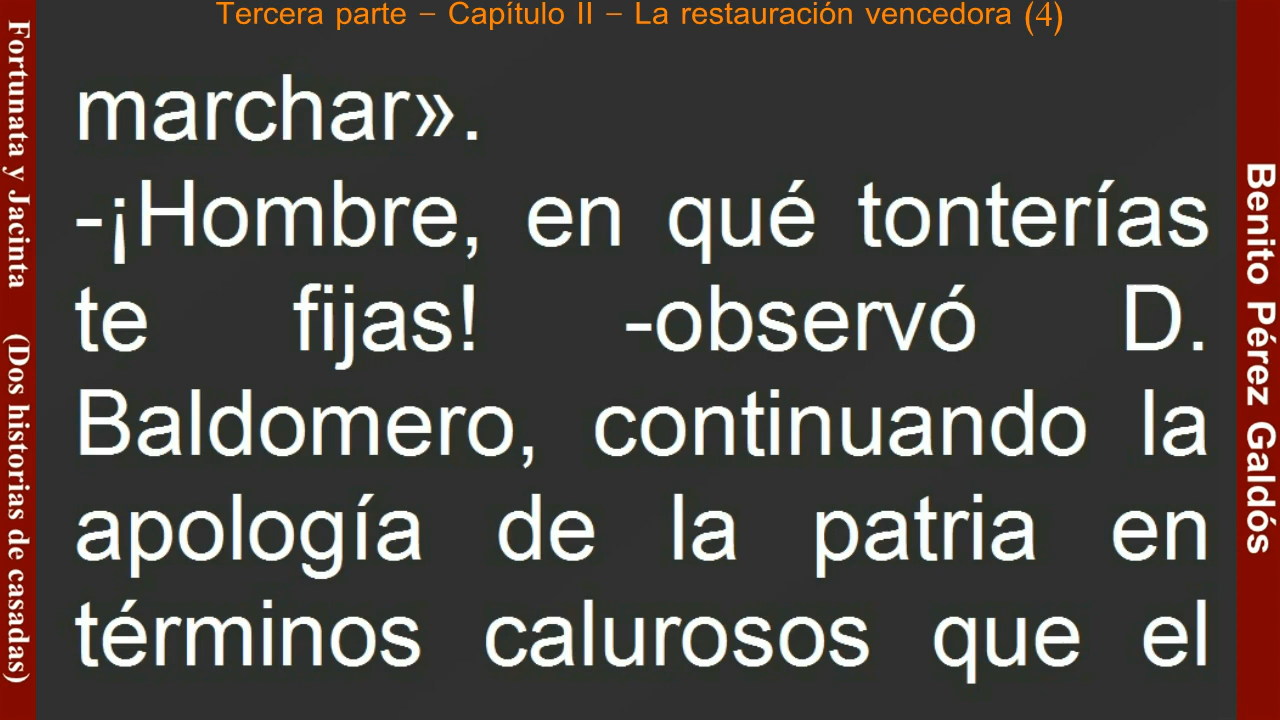 Tercera parte – Capítulo II – La restauración vencedora (4)
Fortunata y Jacinta (Dos historias de casadas)
marchar».
-¡Hombre, en qué tonterías
te fijas! -observó D.
Baldomero, continuando la
apología de la patria en
términos calurosos que el
Benito Pérez Galdós